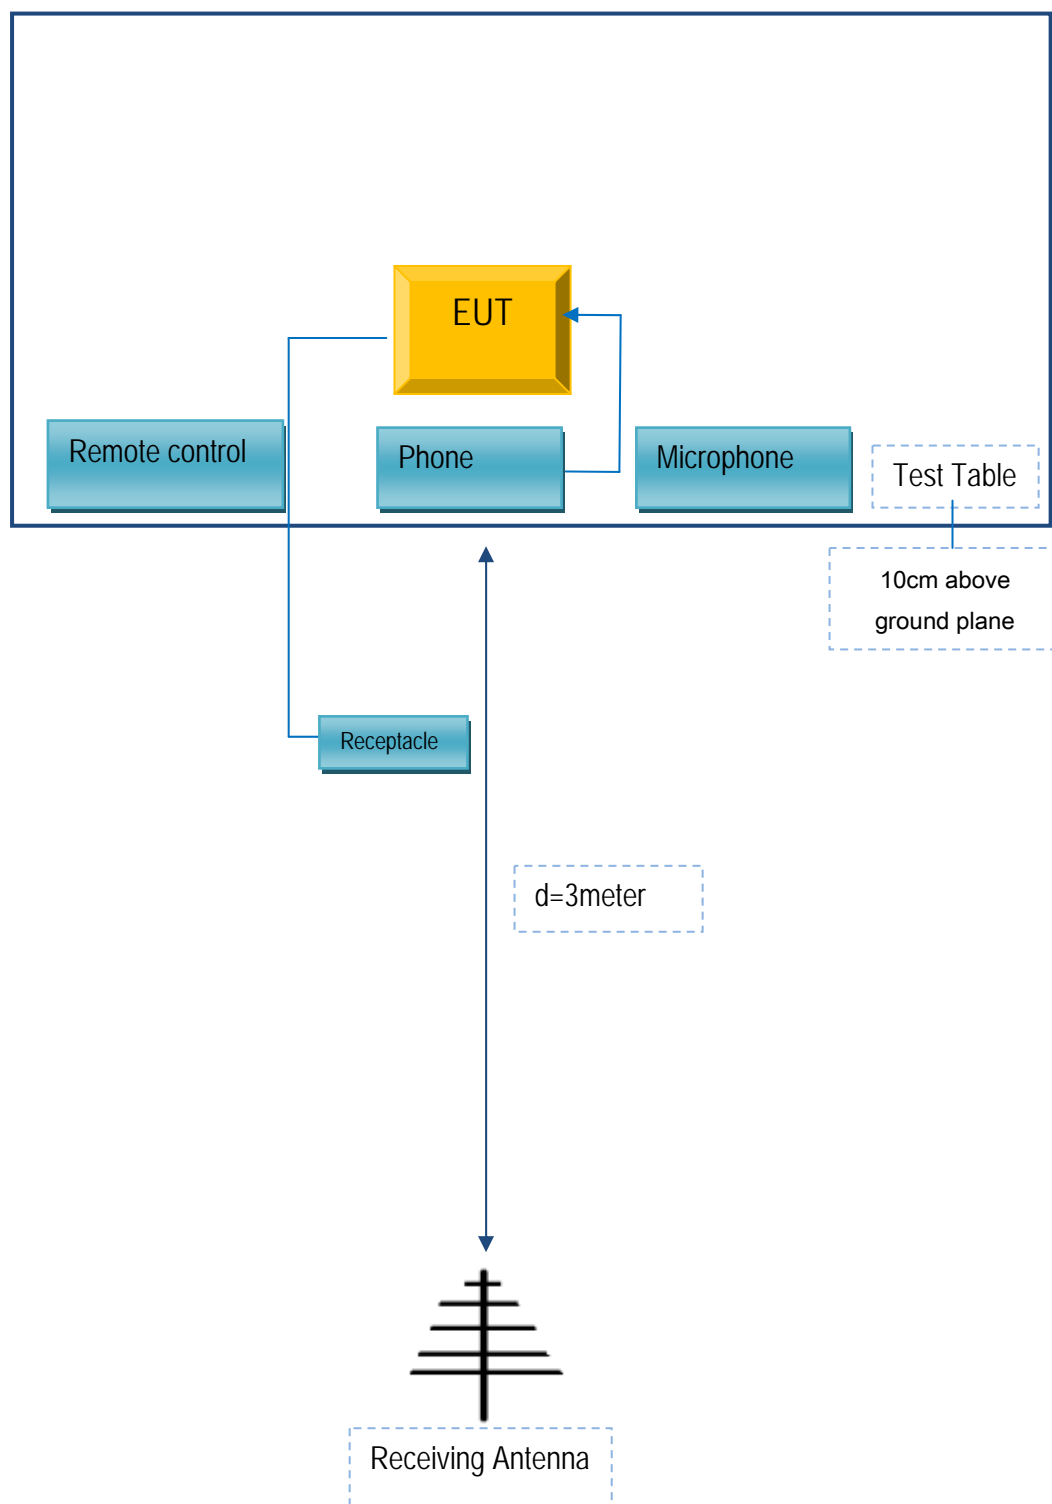 EUT
Remote control
Phone
Microphone
Test Table
10cm above
ground plane
Receptacle
d=3meter
Receiving Antenna